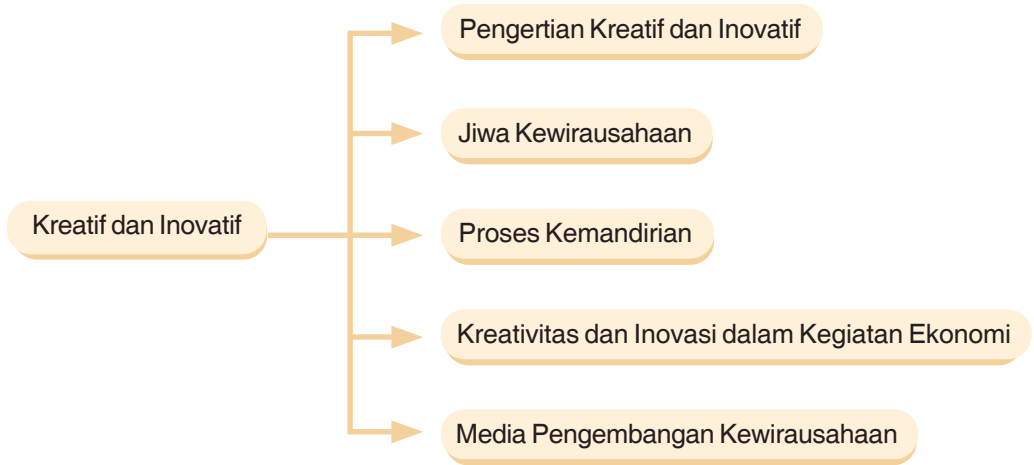 Pengertian Kreatif dan Inovatif
Jiwa Kewirausahaan
Kreatif dan Inovatif
Proses Kemandirian
Kreativitas dan Inovasi dalam Kegiatan Ekonomi
Media Pengembangan Kewirausahaan